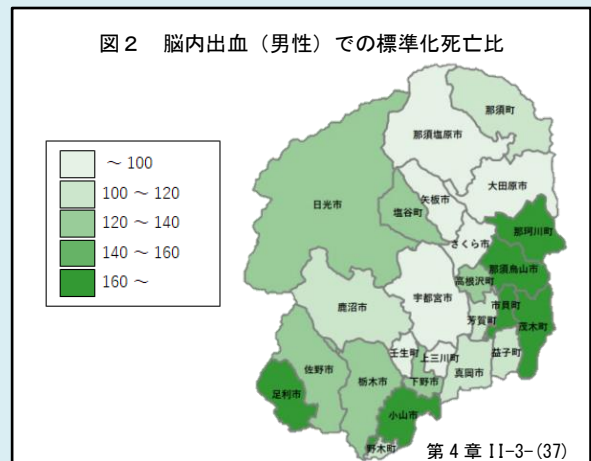 図２　脳内出血（男性）での標準化死亡比
～ 100
100 ～ 120
120 ～ 140
140 ～ 160
160 ～
那須町
那須塩原市
大田原市
矢板市
日光市
塩谷町
那珂川町
さくら市
那須烏山市
高根沢町
宇都宮市
鹿沼市
市貝町
芳賀町
茂木町
壬生町
上三川町
益子町
真岡市
佐野市
栃木市
下野市
足利市
小山市
野木町
第４章 II-3-(37)